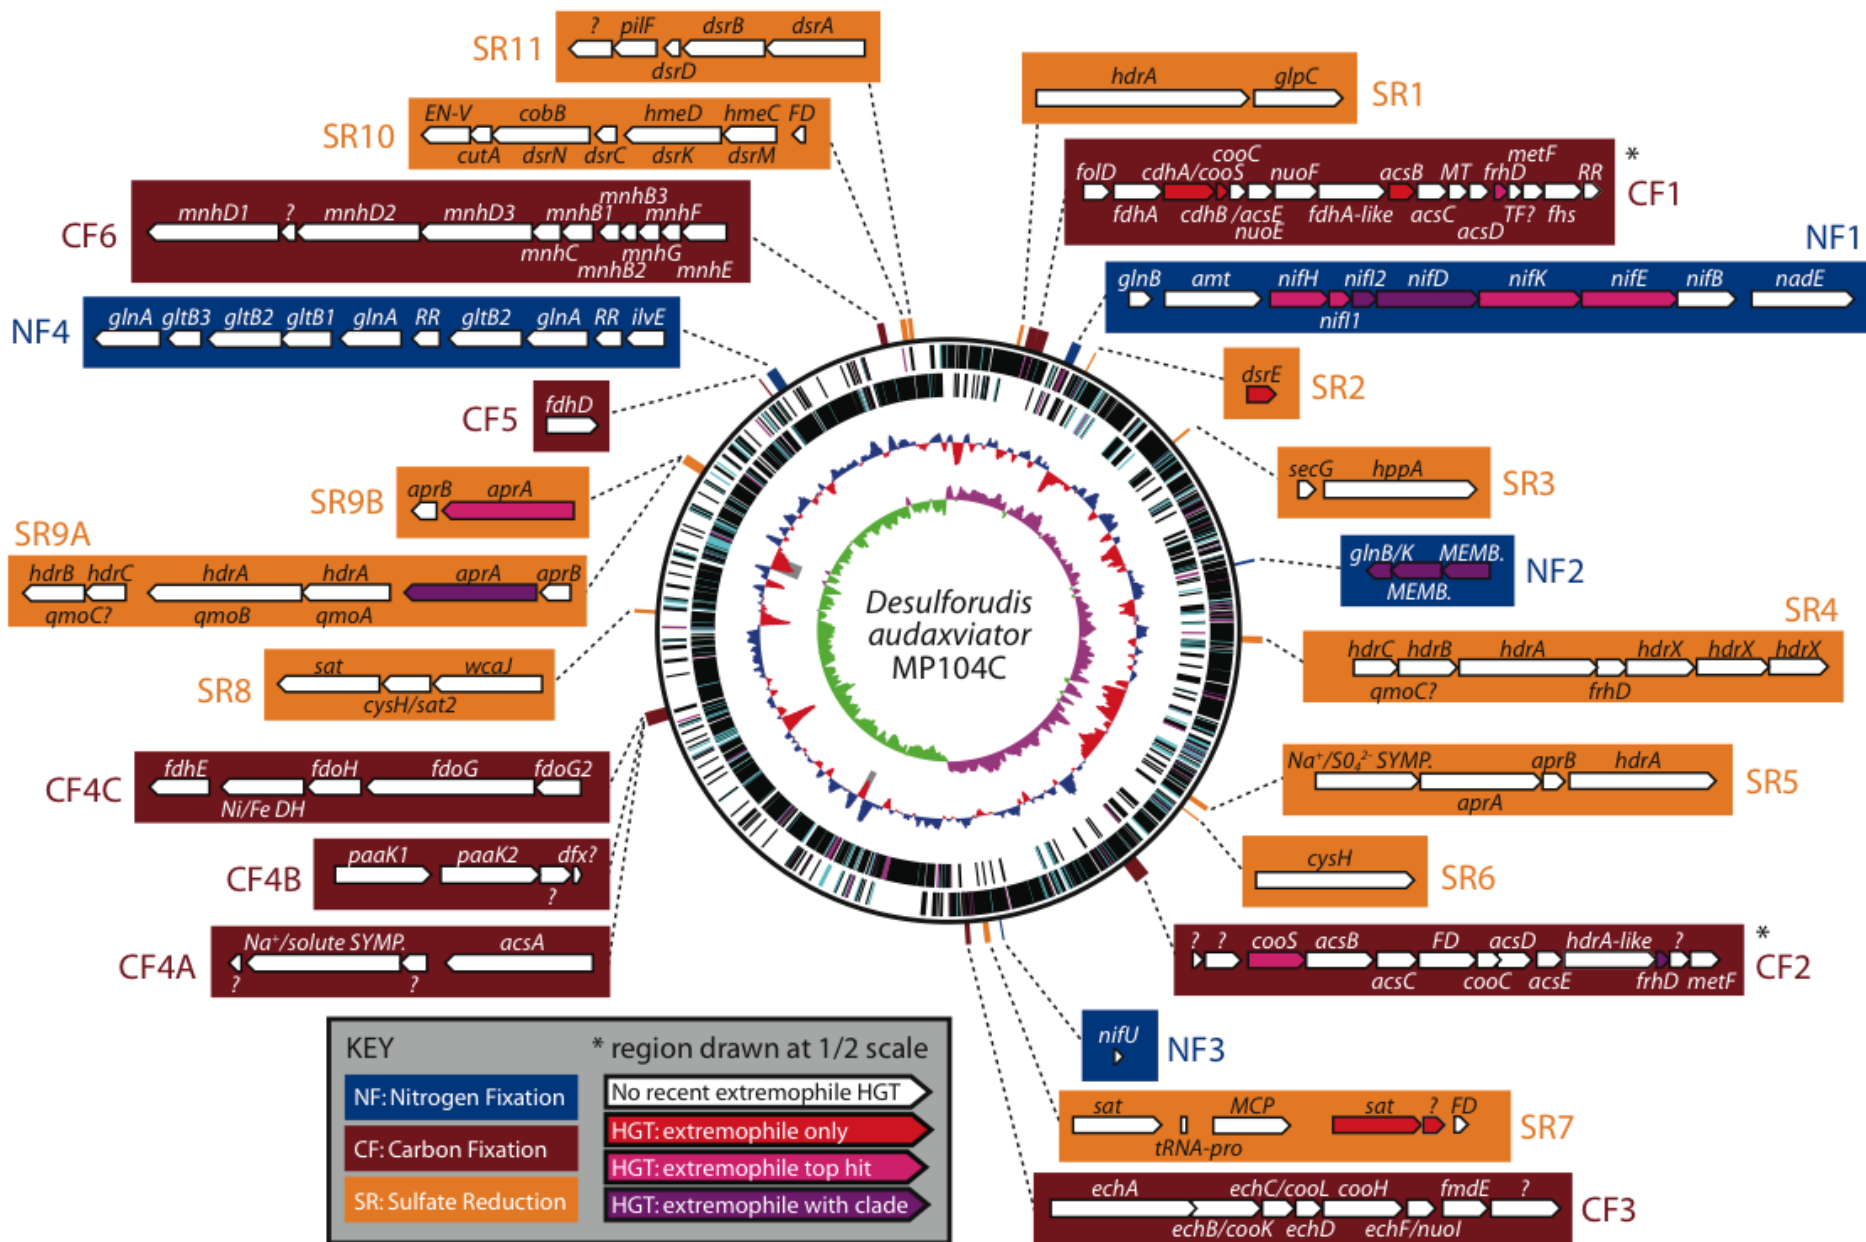 ? pilF dsrB dsrA
SR11
dsrD
hdrA glpC
SR1
EN-V cobB hmeD hmeC FD
SR10
cutA dsrN dsrC dsrK dsrM
cooC metF *
folD cdhA/cooS nuoF acsB MT frhD RR
CF1
fdhA cdhB/acsE fdhA-like acsC TF? fhs
nuoE acsD
mnhB3
mnhD1 ? mnhD2 mnhD3 mnhB1 mnhF
CF6
mnhC mnhG
mnhB2 mnhE
NF1
glnB amt nifH nifI2 nifD nifK nifE nifB nadE
nifI1
glnA gltB3 gltB2 gltB1 glnA RR gltB2 glnA RR ilvE
NF4
dsrE
SR2
fdhD
CF5
secG hppA
SR3
aprB aprA
SR9B
SR9A
hdrB hdrC hdrA hdrA aprA aprB
qmoC? qmoB qmoA
glnB/K MEMB.
NF2
MEMB.
Desulforudis
audaxviator
MP104C
SR4
hdrC hdrB hdrA hdrX hdrX hdrX
qmoC? frhD
sat wcaJ
SR8
cysH/sat2
fdhE fdoH fdoG fdoG2
CF4C
Ni/Fe DH
Na⁺/SO₄²⁻ SYMP. aprB hdrA
SR5
aprA
paaK1 paaK2 dfx?
CF4B
?
cysH
SR6
Na⁺/solute SYMP. acsA
CF4A
? ?
? ? cooS acsB FD acsD hdrA-like ? *
CF2
acsC cooC acsE frhD metF
nifU
NF3
sat MCP sat ? FD
SR7
tRNA-pro
echA echC/cooL cooH fmdE ?
CF3
echB/cooK echD echF/nuoI
KEY * region drawn at 1/2 scale
NF: Nitrogen Fixation
CF: Carbon Fixation
SR: Sulfate Reduction
No recent extremophile HGT
HGT: extremophile only
HGT: extremophile top hit
HGT: extremophile with clade